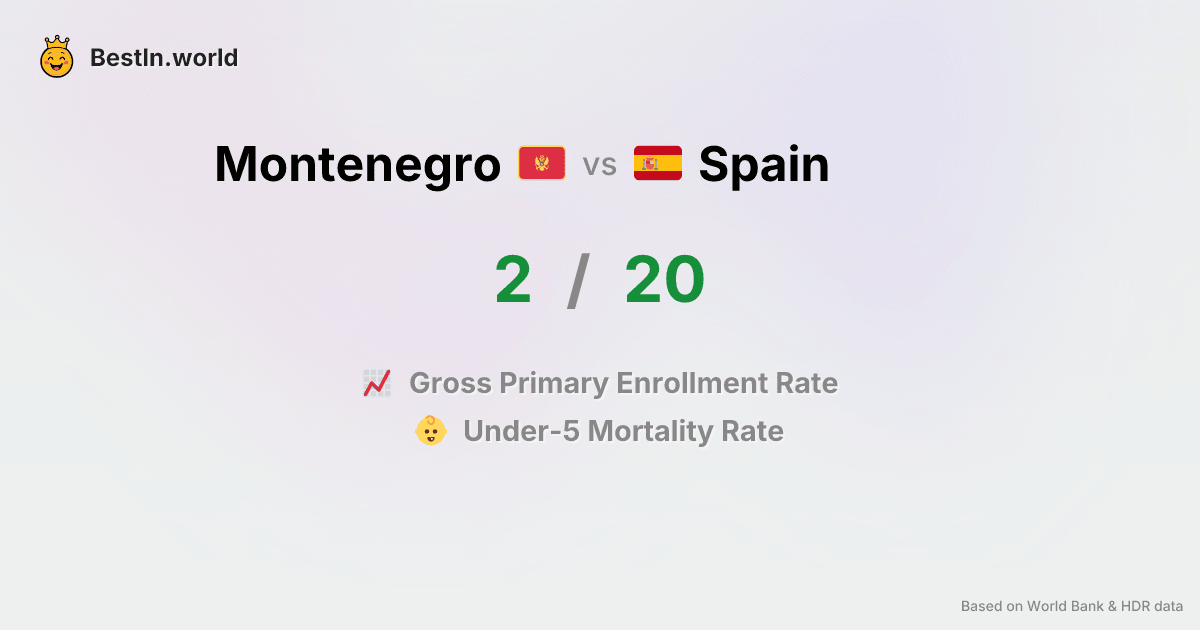 BestIn.world
Montenegro vs Spain
2 / 20
Gross Primary Enrollment Rate
Under-5 Mortality Rate
Based on World Bank & HDR data